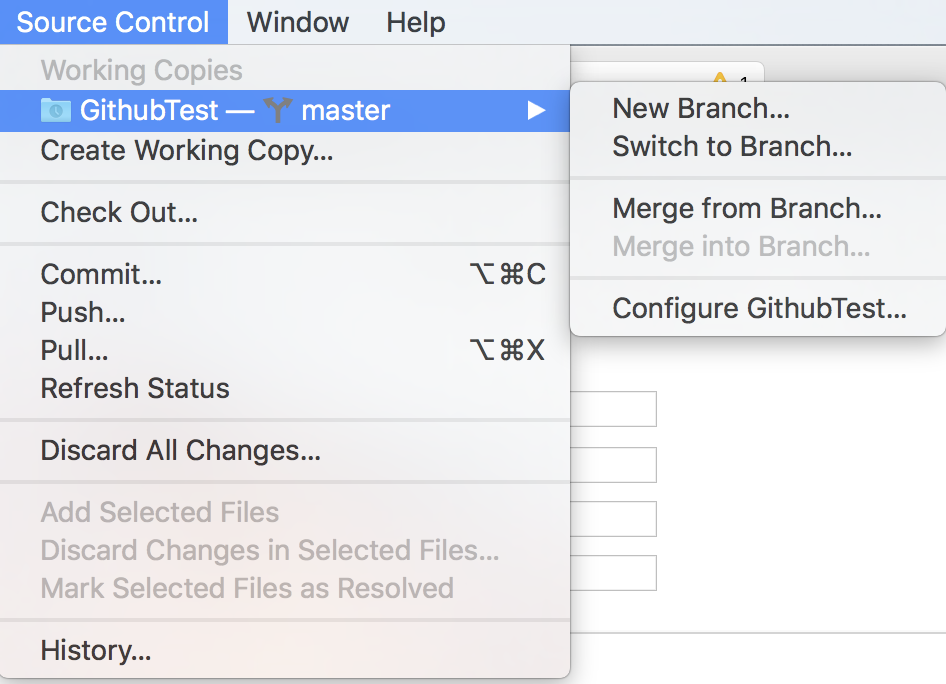 Source Control Window Help
Working Copies
GithubTest — master
Create Working Copy...
Check Out...
Commit... ⌥⌘C
Push...
Pull... ⌥⌘X
Refresh Status
Discard All Changes...
Add Selected Files
Discard Changes in Selected Files...
Mark Selected Files as Resolved
History...
1
New Branch...
Switch to Branch...
Merge from Branch...
Merge into Branch...
Configure GithubTest...